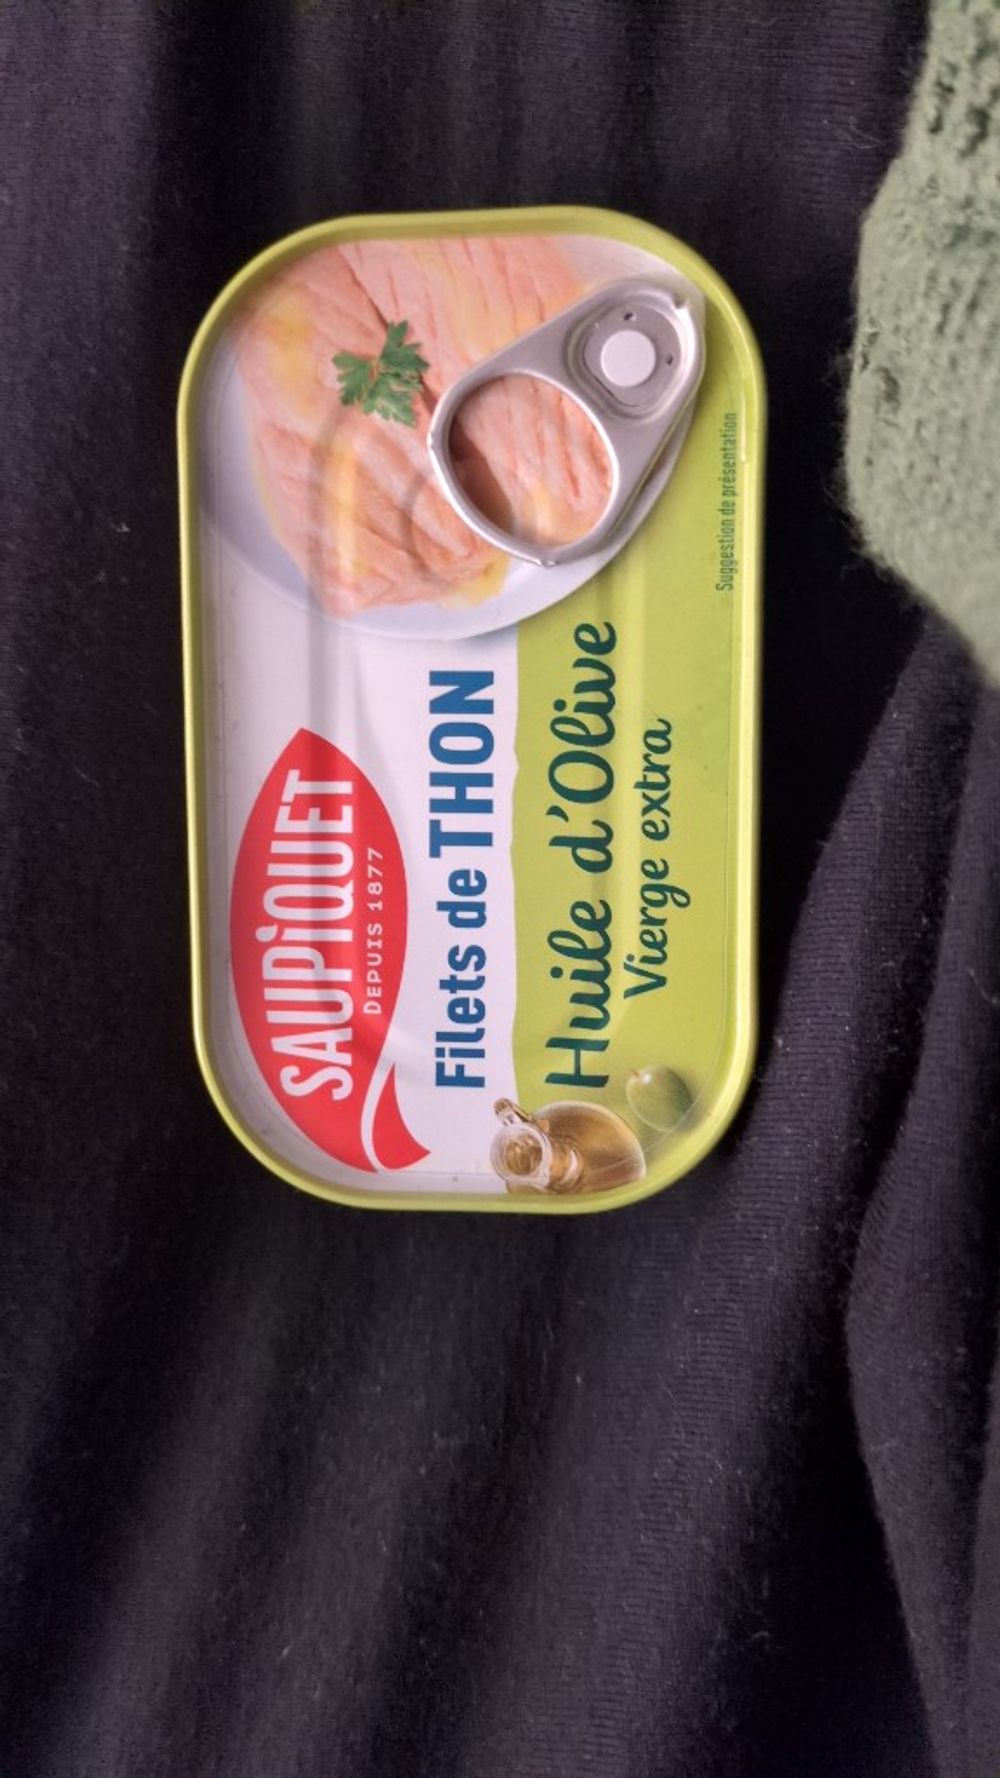 SAUPiQUET
DEPUIS 1877
Filets de THON
Huile d'Olive
Vierge extra
Suggestion de présentation